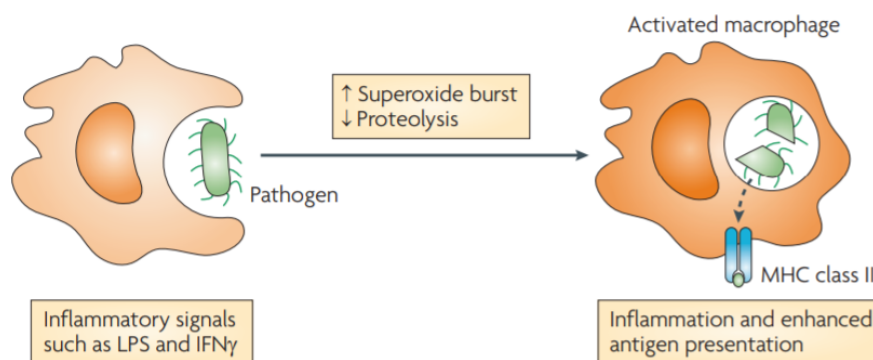 Activated macrophage
↑ Superoxide burst
↓ Proteolysis
Pathogen
MHC class II
Inflammatory signals
such as LPS and IFNγ
Inflammation and enhanced
antigen presentation